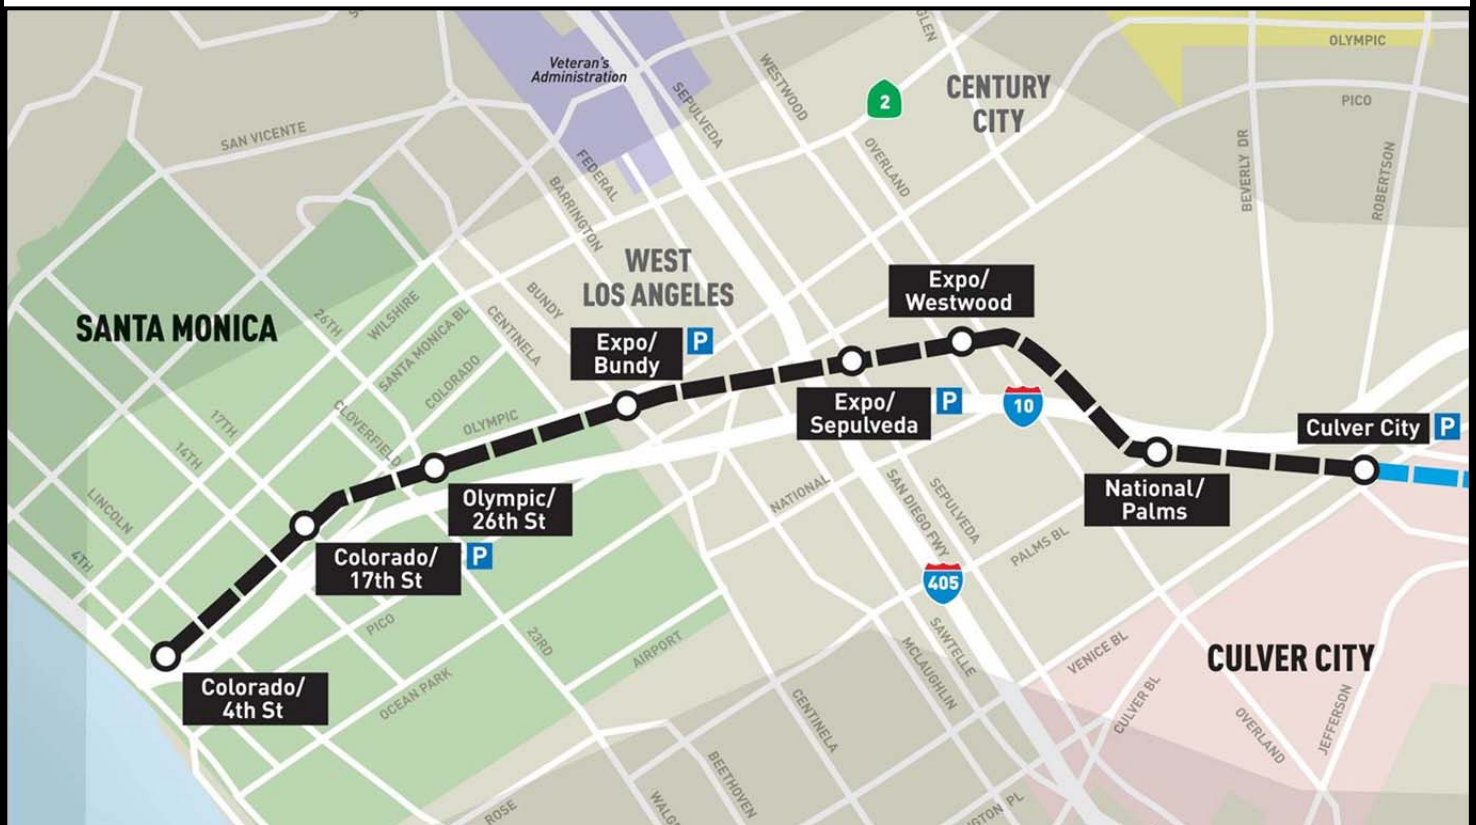 OLYMPIC
Veteran's
Administration
WESTWOOD
GLEN
2
CENTURY
CITY
PICO
SEPULVEDA
SAN VICENTE
FEDERAL
OVERLAND
BEVERLY DR
ROBERTSON
BARRINGTON
WEST
LOS ANGELES
Expo/
Westwood
SANTA MONICA
26TH
WILSHIRE
SANTA MONICA BL
CENTINELA
BUNDY
Expo/
Bundy
P
COLORADO
Expo/
Sepulveda
P
10
17TH
CLOVERFIELD
OLYMPIC
Culver City
P
14TH
LINCOLN
Olympic/
26th St
NATIONAL
SAN DIEGO FWY
SEPULVEDA
National/
Palms
4TH
Colorado/
17th St
P
PALMS BL
405
PICO
23RD
AIRPORT
SAWTELLE
MCLAUGHLIN
VENICE BL
CULVER CITY
Colorado/
4th St
OCEAN PARK
CENTINELA
CULVER BL
OVERLAND
JEFFERSON
BEETHOVEN
ROSE